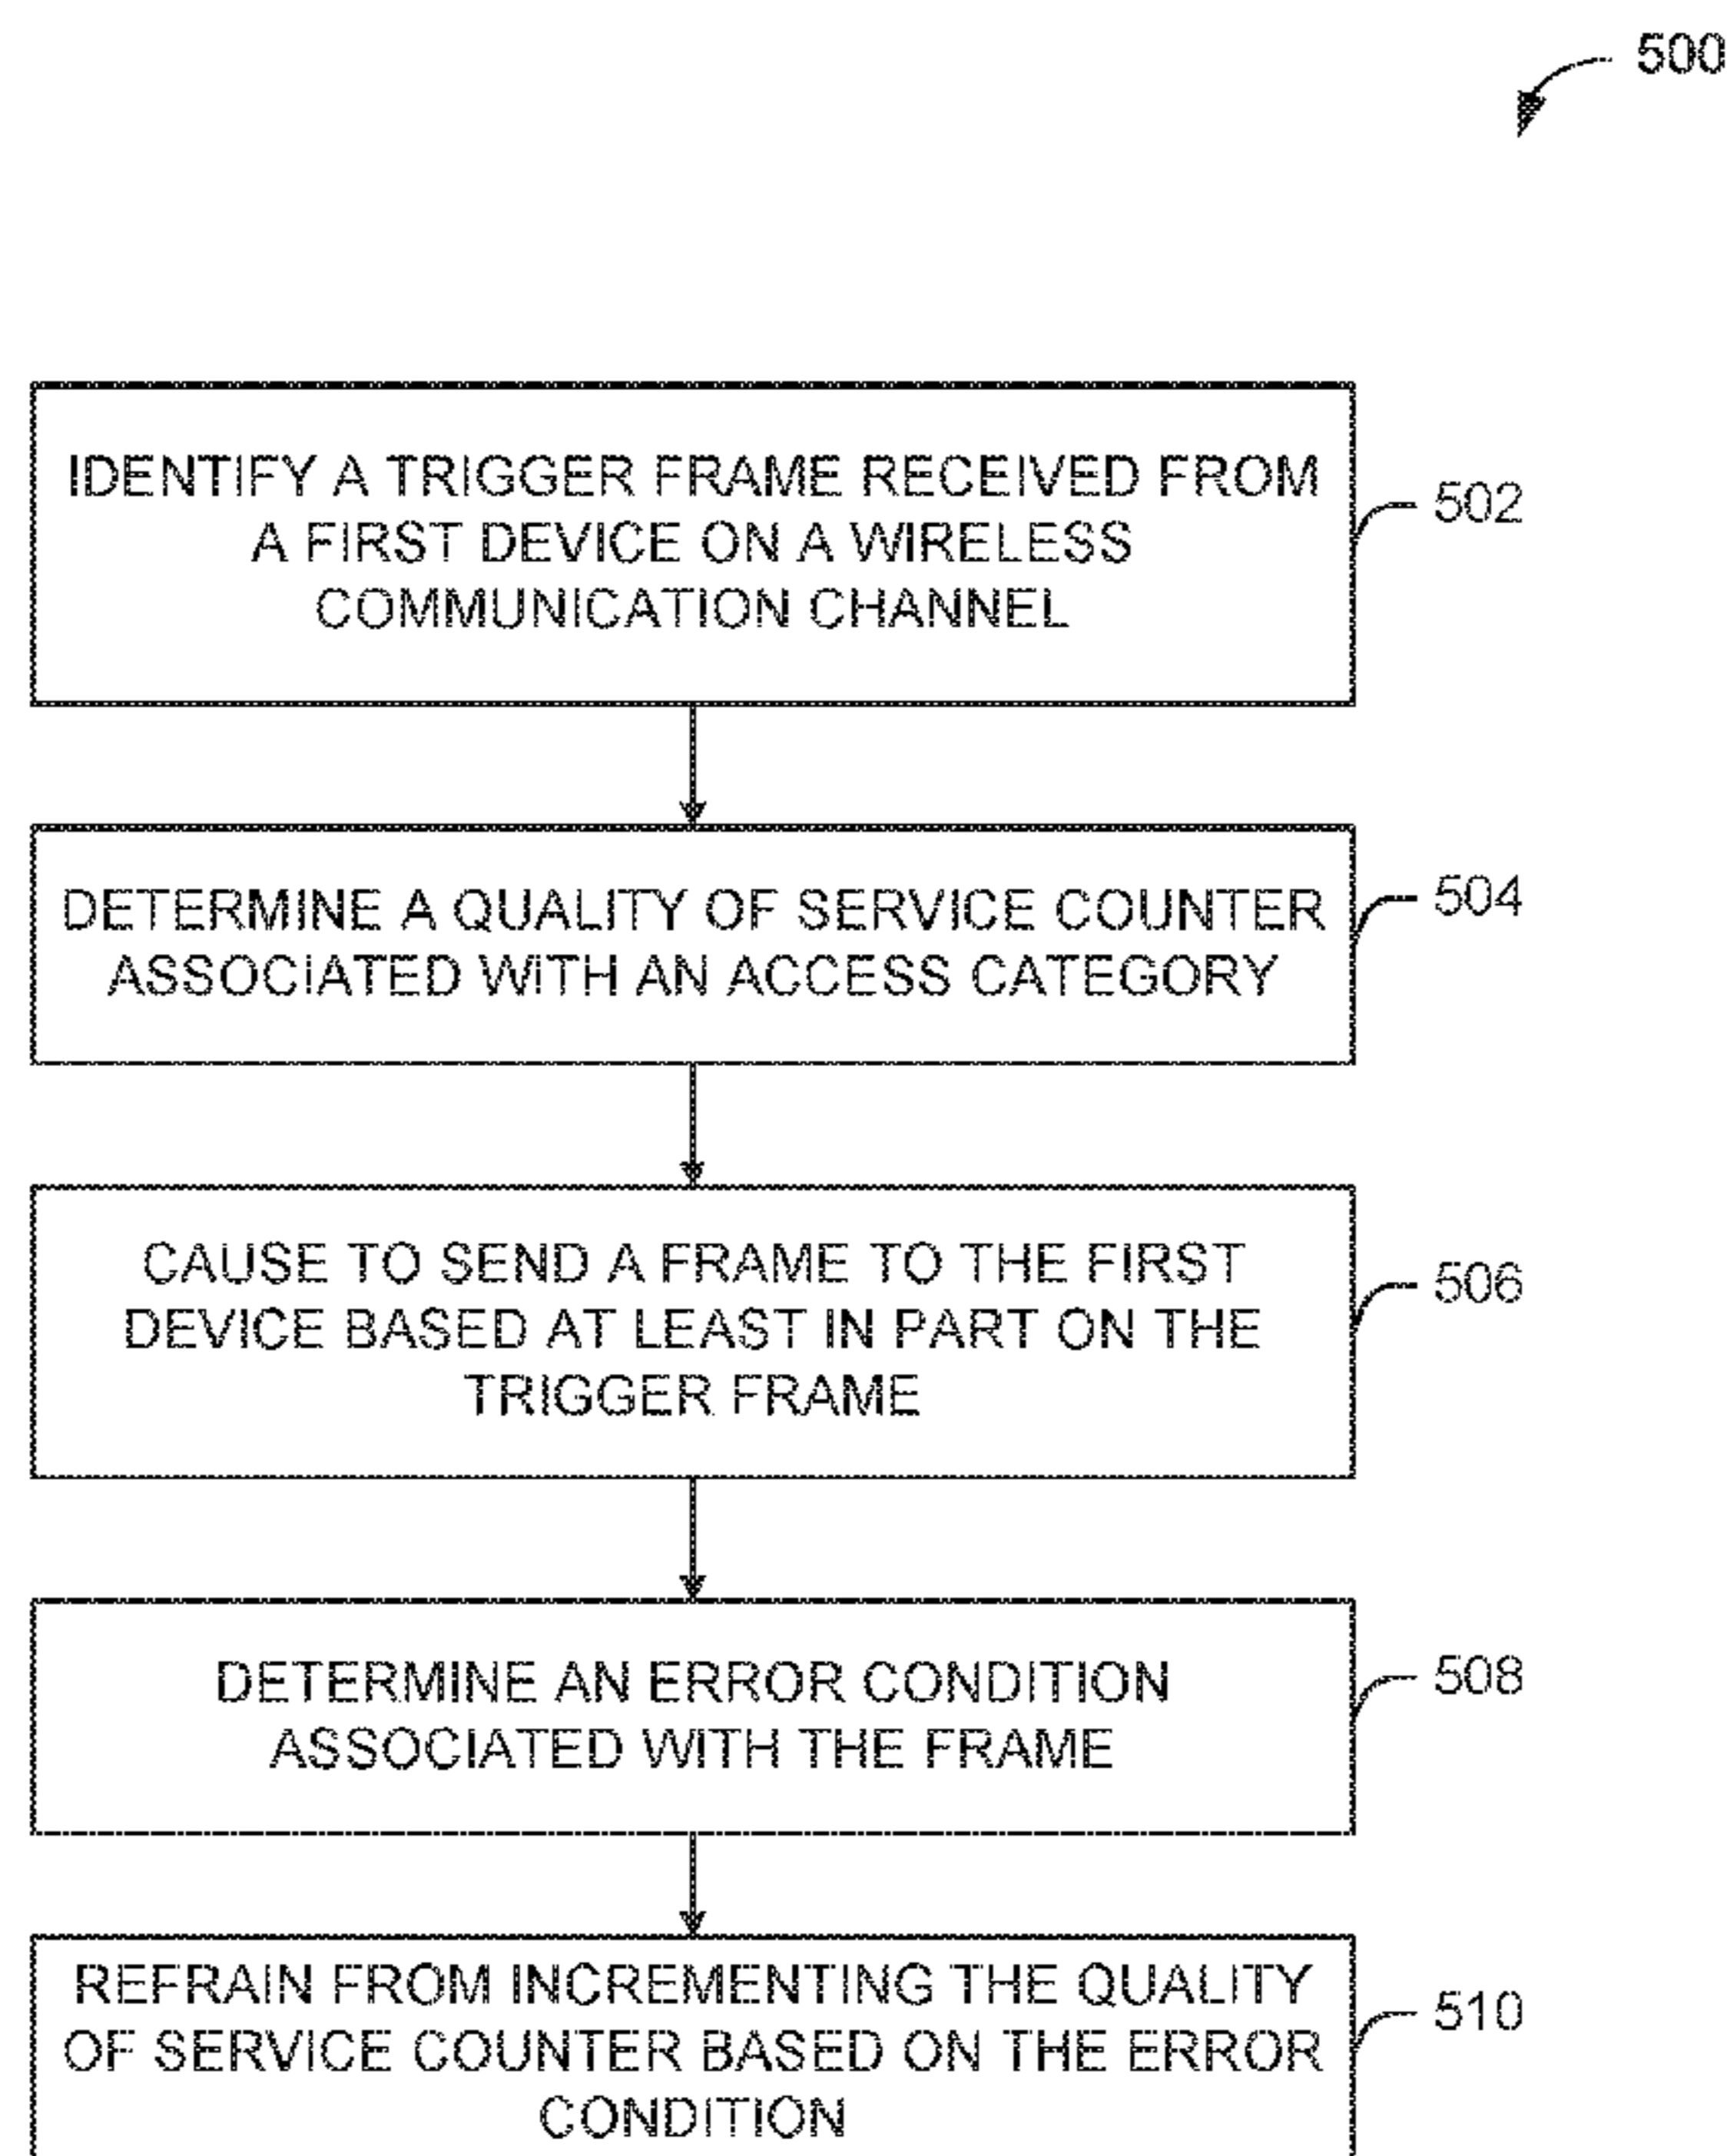 500
IDENTIFY A TRIGGER FRAME RECEIVED FROM
A FIRST DEVICE ON A WIRELESS
COMMUNICATION CHANNEL
502
DETERMINE A QUALITY OF SERVICE COUNTER
ASSOCIATED WITH AN ACCESS CATEGORY
504
CAUSE TO SEND A FRAME TO THE FIRST
DEVICE BASED AT LEAST IN PART ON THE
TRIGGER FRAME
506
DETERMINE AN ERROR CONDITION
ASSOCIATED WITH THE FRAME
508
REFRAIN FROM INCREMENTING THE QUALITY
OF SERVICE COUNTER BASED ON THE ERROR
CONDITION
510